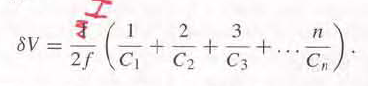 I
δV = I/2f ( 1/C₁ + 2/C₂ + 3/C₃ + ... n/Cₙ ).